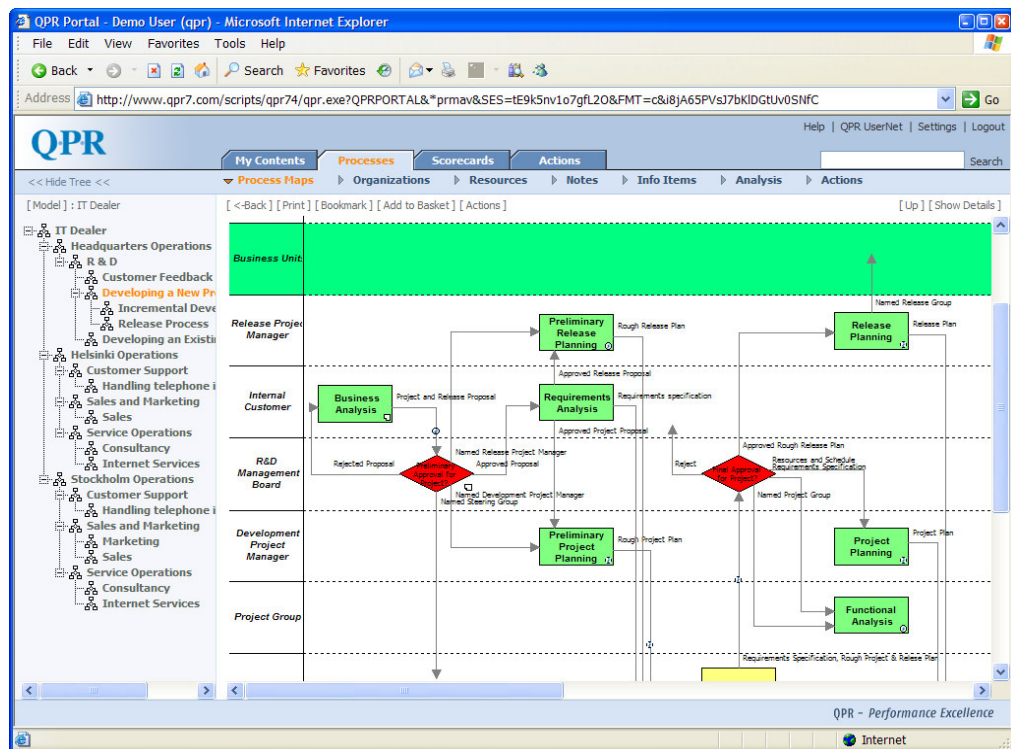 QPR Portal - Demo User (qpr) - Microsoft Internet Explorer
File Edit View Favorites Tools Help
Back Search Favorites
Address http://www.qpr7.com/scripts/qpr74/qpr.exe?QPRPORTAL&*prmav&SES=tE9k5nv1o7gfL2O&FMT=c&i8jA65PVsJ7bKlDGtUv0SNfC Go
Help | QPR UserNet | Settings | Logout
QPR
My Contents Processes Scorecards Actions Search
<< Hide Tree << Process Maps Organizations Resources Notes Info Items Analysis Actions
[ Model ] : IT Dealer [ <-Back ] [ Print ] [ Bookmark ] [ Add to Basket ] [ Actions ] [ Up ] [ Show Details ]
IT Dealer
Headquarters Operations
R & D
Customer Feedback
Developing a New Pr
Incremental Deve
Release Process
Developing an Existi
Helsinki Operations
Customer Support
Handling telephone i
Sales and Marketing
Sales
Service Operations
Consultancy
Internet Services
Stockholm Operations
Customer Support
Handling telephone i
Sales and Marketing
Marketing
Sales
Service Operations
Consultancy
Internet Services
Business Unit
Named Release Group
Release Projec
Manager
Preliminary
Release
Planning
Rough Release Plan
Release
Planning
Release Plan
Approved Release Proposal
Internal
Customer
Business
Analysis
Project and Release Proposal
Requirements
Analysis
Requirements specification
Approved Project Proposal
R&D
Management
Board
Rejected Proposal
Preliminary
Approval for
Project?
Named Release Project Manager
Approved Proposal
Named Development Project Manager
Named Steering Group
Reject
Final Approval
for Project?
Approved Rough Release Plan
Resources and Schedule
Requirements Specification
Named Project Group
Development
Project
Manager
Preliminary
Project
Planning
Rough Project Plan
Project
Planning
Project Plan
Project Group
Functional
Analysis
Requirements Specification, Rough Project & Relese Plan
QPR - Performance Excellence
Internet